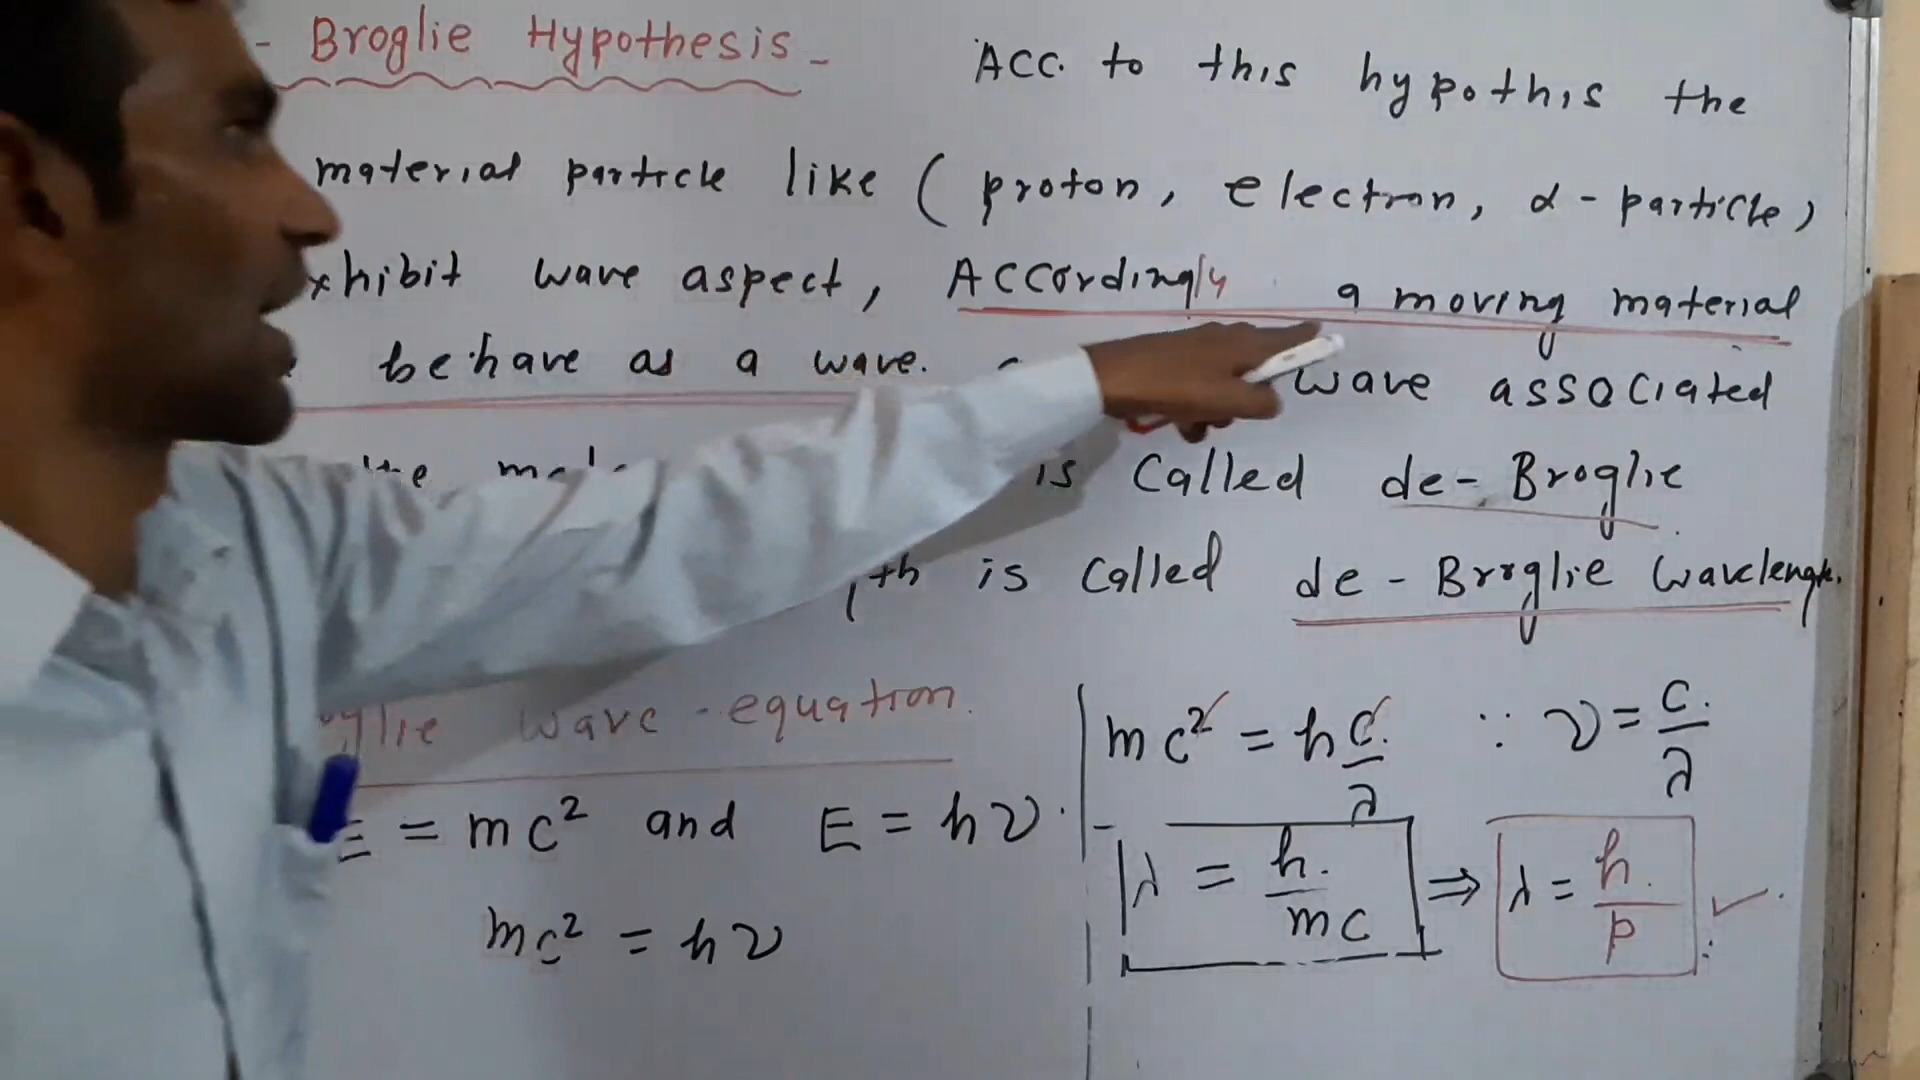 - Broglie Hypothesis -
Acc. to this hypothis the
material particle like (proton, electron, α - particle)
xhibit wave aspect, Accordingly a moving material
behave as a wave. wave associated
the is called de - Broglie
is called de - Broglie wavelength.
wave - equation.
E = mc² and E = hν
mc² = hν
mc² = h c/λ ∵ ν = c/λ
λ = h/mc ⇒ λ = h/p